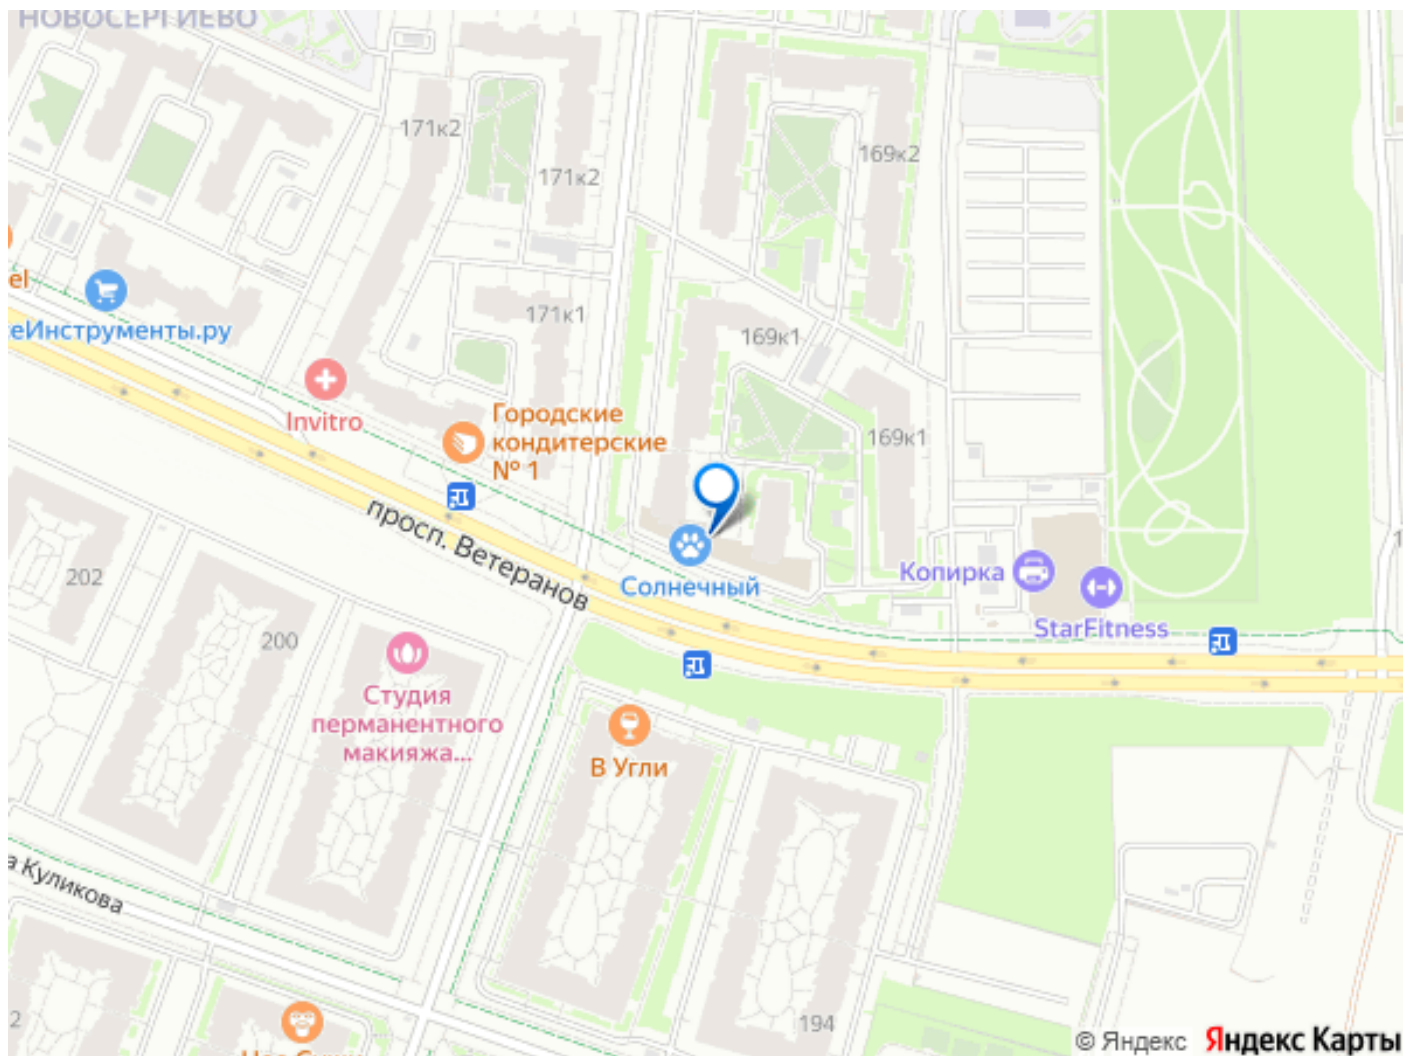 НОВОСЕРГИЕВО
171к2
169к2
171к2
el
еИнструменты.ру
171к1
169к1
Invitro
Городские
кондитерские
№ 1
169к1
просп. Ветеранов
Солнечный
Копирка
StarFitness
202
200
Студия
перманентного
макияжа...
В Угли
а Куликова
194
2
1
© Яндекс Яндекс Карты